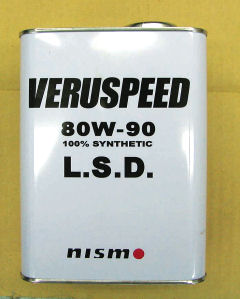 VERUSPEED
80W-90
100% SYNTHETIC
L.S.D.
nismo